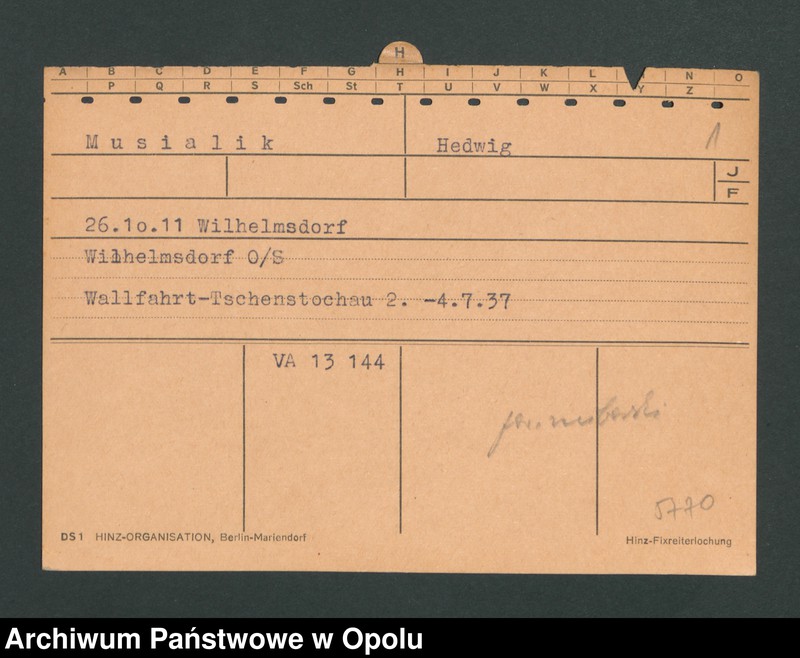 H
A B C D E F G H I J K L N O
P Q R S Sch St T U V W X Y Z
Musialik Hedwig 1
J
F
26.1o.11 Wilhelmsdorf
Wilhelmsdorf O/S
Wallfahrt-Tschenstochau 2. -4.7.37
VA 13 144
5770
DS1 HINZ-ORGANISATION, Berlin-Mariendorf Hinz-Fixreiterlochung
Archiwum Państwowe w Opolu